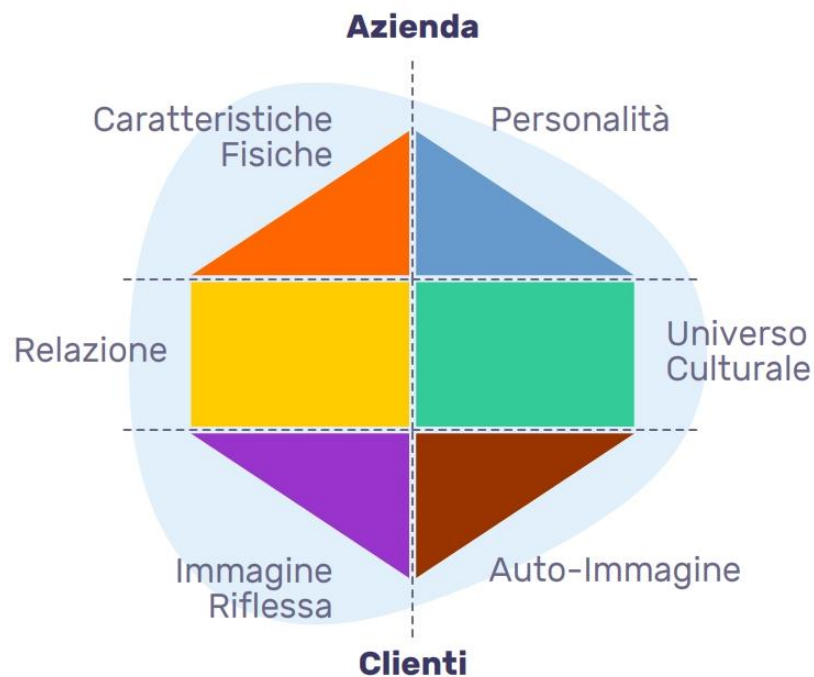 Azienda
Caratteristiche
Fisiche
Personalità
Relazione
Universo
Culturale
Immagine
Riflessa
Auto-Immagine
Clienti